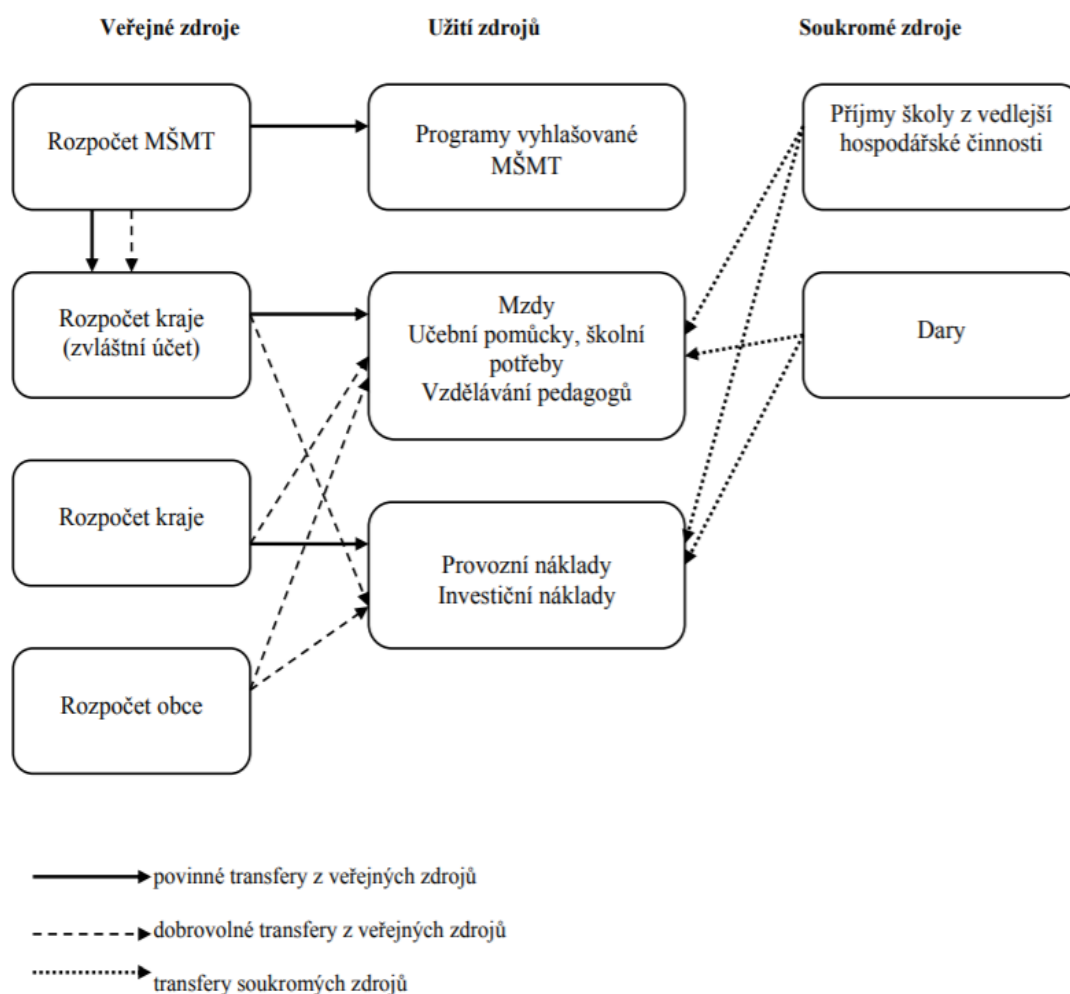 Veřejné zdroje
Užití zdrojů
Soukromé zdroje
Rozpočet MŠMT
Programy vyhlašované
MŠMT
Příjmy školy z vedlejší
hospodářské činnosti
Rozpočet kraje
(zvláštní účet)
Mzdy
Učební pomůcky, školní
potřeby
Vzdělávání pedagogů
Dary
Rozpočet kraje
Provozní náklady
Investiční náklady
Rozpočet obce
povinné transfery z veřejných zdrojů
dobrovolné transfery z veřejných zdrojů
transfery soukromých zdrojů